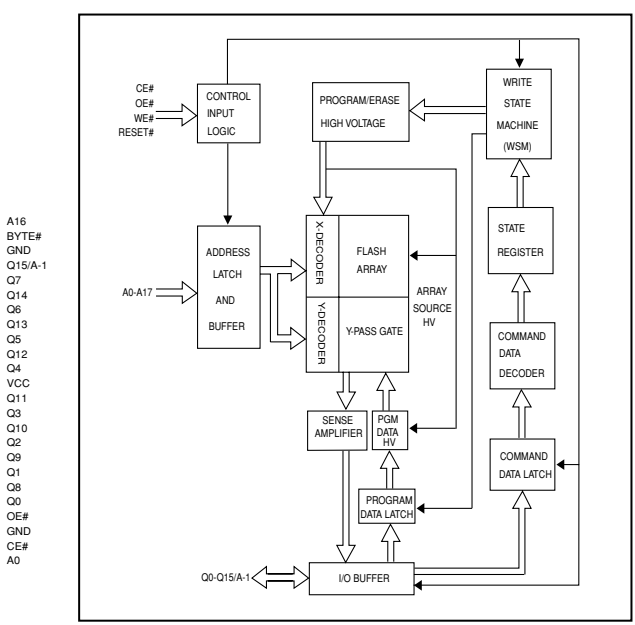 A16
BYTE#
GND
Q15/A-1
Q7
Q14
Q6
Q13
Q5
Q12
Q4
VCC
Q11
Q3
Q10
Q2
Q9
Q1
Q8
Q0
OE#
GND
CE#
A0
CE#
OE#
WE#
RESET#
CONTROL
INPUT
LOGIC
PROGRAM/ERASE
HIGH VOLTAGE
WRITE
STATE
MACHINE
(WSM)
A0-A17
ADDRESS
LATCH
AND
BUFFER
X-DECODER
FLASH
ARRAY
Y-DECODER
Y-PASS GATE
ARRAY
SOURCE
HV
STATE
REGISTER
COMMAND
DATA
DECODER
SENSE
AMPLIFIER
PGM
DATA
HV
COMMAND
DATA LATCH
PROGRAM
DATA LATCH
Q0-Q15/A-1
I/O BUFFER